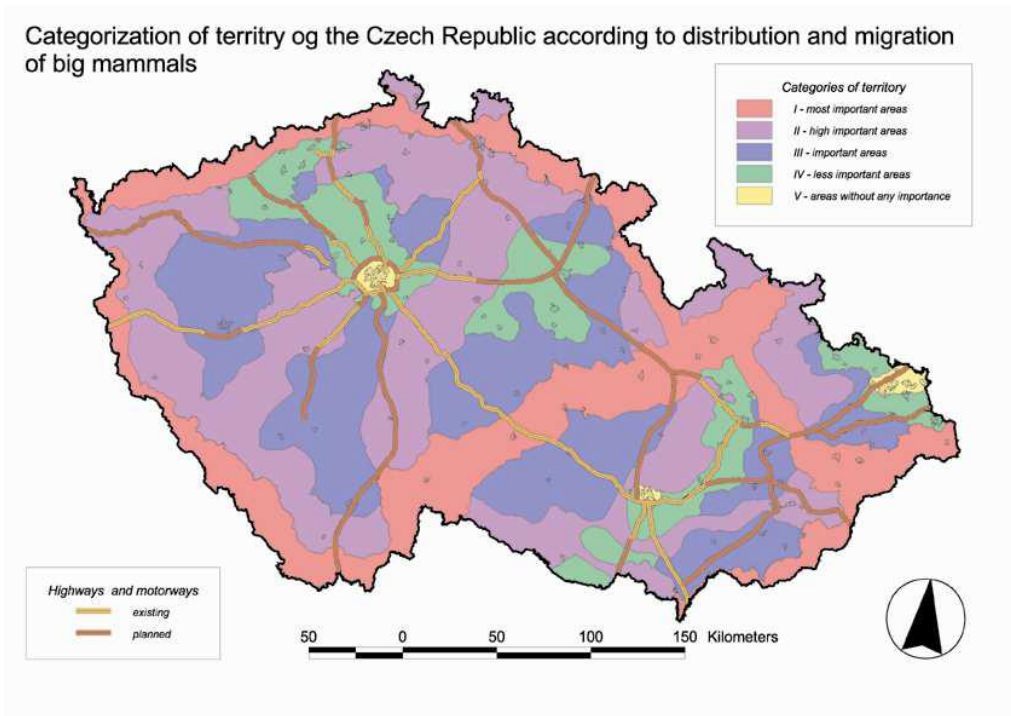 Categorization of territry og the Czech Republic according to distribution and migration
of big mammals
Categories of territory
I - most important areas
II - high important areas
III - important areas
IV - less important areas
V - areas without any importance
Highways and motorways
existing
planned
50 0 50 100 150 Kilometers